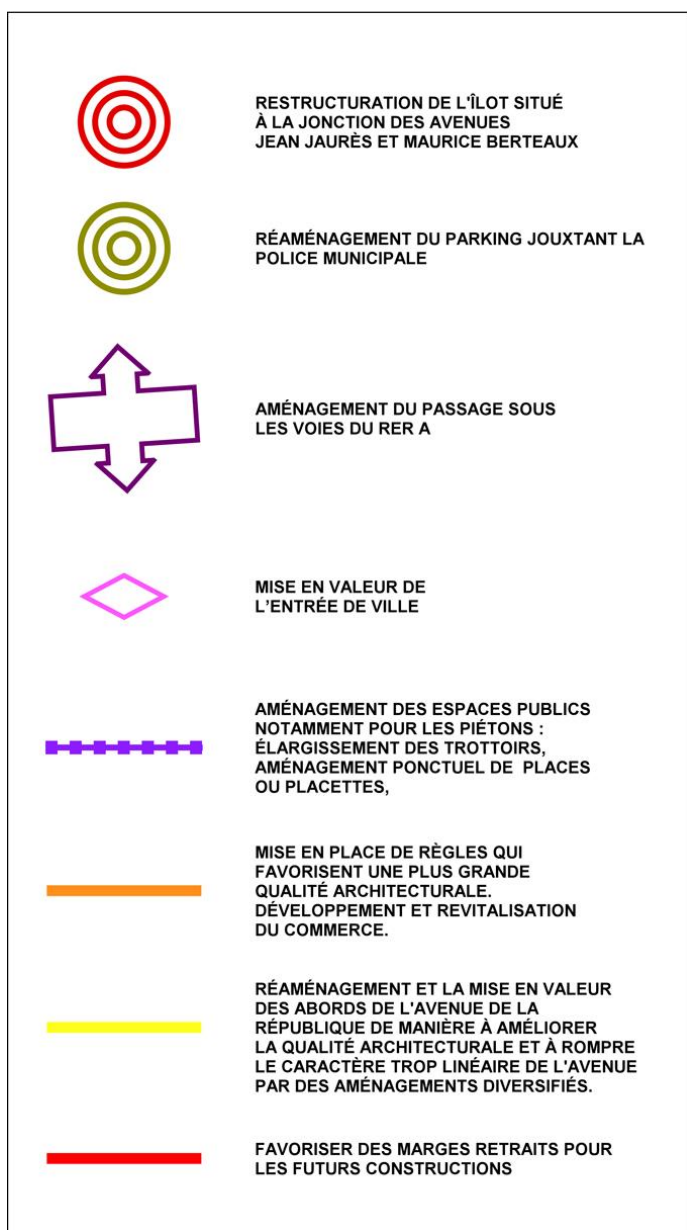 RESTRUCTURATION DE L'ÎLOT SITUÉ
À LA JONCTION DES AVENUES
JEAN JAURÈS ET MAURICE BERTEAUX
RÉAMÉNAGEMENT DU PARKING JOUXTANT LA
POLICE MUNICIPALE
AMÉNAGEMENT DU PASSAGE SOUS
LES VOIES DU RER A
MISE EN VALEUR DE
L'ENTRÉE DE VILLE
AMÉNAGEMENT DES ESPACES PUBLICS
NOTAMMENT POUR LES PIÉTONS :
ÉLARGISSEMENT DES TROTTOIRS,
AMÉNAGEMENT PONCTUEL DE PLACES
OU PLACETTES,
MISE EN PLACE DE RÈGLES QUI
FAVORISENT UNE PLUS GRANDE
QUALITÉ ARCHITECTURALE.
DÉVELOPPEMENT ET REVITALISATION
DU COMMERCE.
RÉAMÉNAGEMENT ET LA MISE EN VALEUR
DES ABORDS DE L'AVENUE DE LA
RÉPUBLIQUE DE MANIÈRE À AMÉLIORER
LA QUALITÉ ARCHITECTURALE ET À ROMPRE
LE CARACTÈRE TROP LINÉAIRE DE L'AVENUE
PAR DES AMÉNAGEMENTS DIVERSIFIÉS.
FAVORISER DES MARGES RETRAITS POUR
LES FUTURS CONSTRUCTIONS